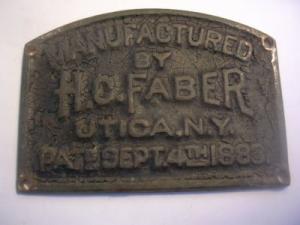 MANUFACTURED
BY
H.O. FABER
UTICA. N.Y.
PAT'D SEPT. 4TH 1883.